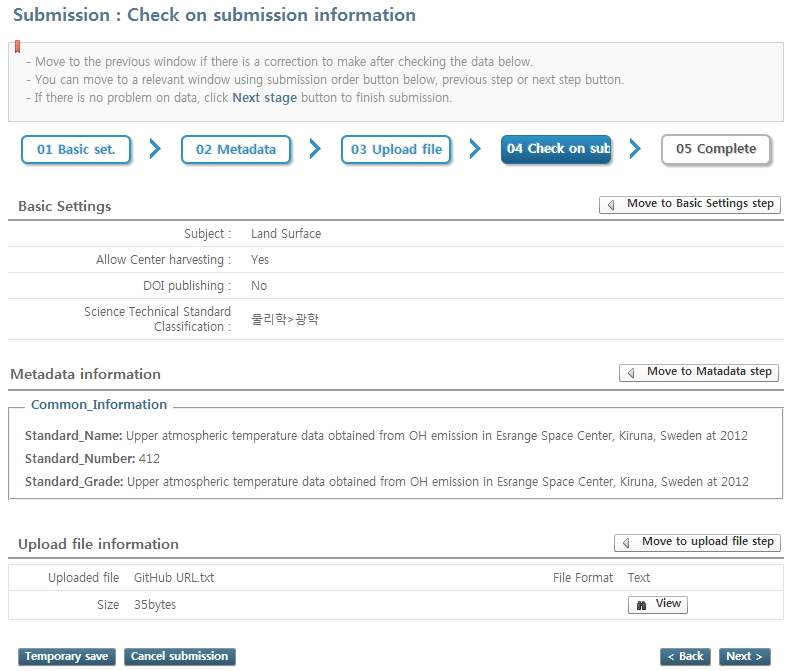 Submission : Check on submission information
- Move to the previous window if there is a correction to make after checking the data below.
- You can move to a relevant window using submission order button below, previous step or next step button.
- If there is no problem on data, click Next stage button to finish submission.
01 Basic set.
02 Metadata
03 Upload file
04 Check on sub
05 Complete
Basic Settings
Move to Basic Settings step
Subject : Land Surface
Allow Center harvesting : Yes
DOI publishing : No
Science Technical Standard
Classification : 물리학>광학
Metadata information
Move to Matadata step
Common_Information
Standard_Name: Upper atmospheric temperature data obtained from OH emission in Esrange Space Center, Kiruna, Sweden at 2012
Standard_Number: 412
Standard_Grade: Upper atmospheric temperature data obtained from OH emission in Esrange Space Center, Kiruna, Sweden at 2012
Upload file information
Move to upload file step
Uploaded file GitHub URL.txt File Format Text
Size 35bytes View
Temporary save Cancel submission < Back Next >